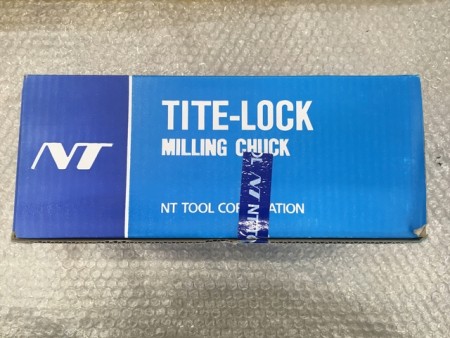 NT
TITE-LOCK
MILLING CHUCK
NT TOOL CORPORATION